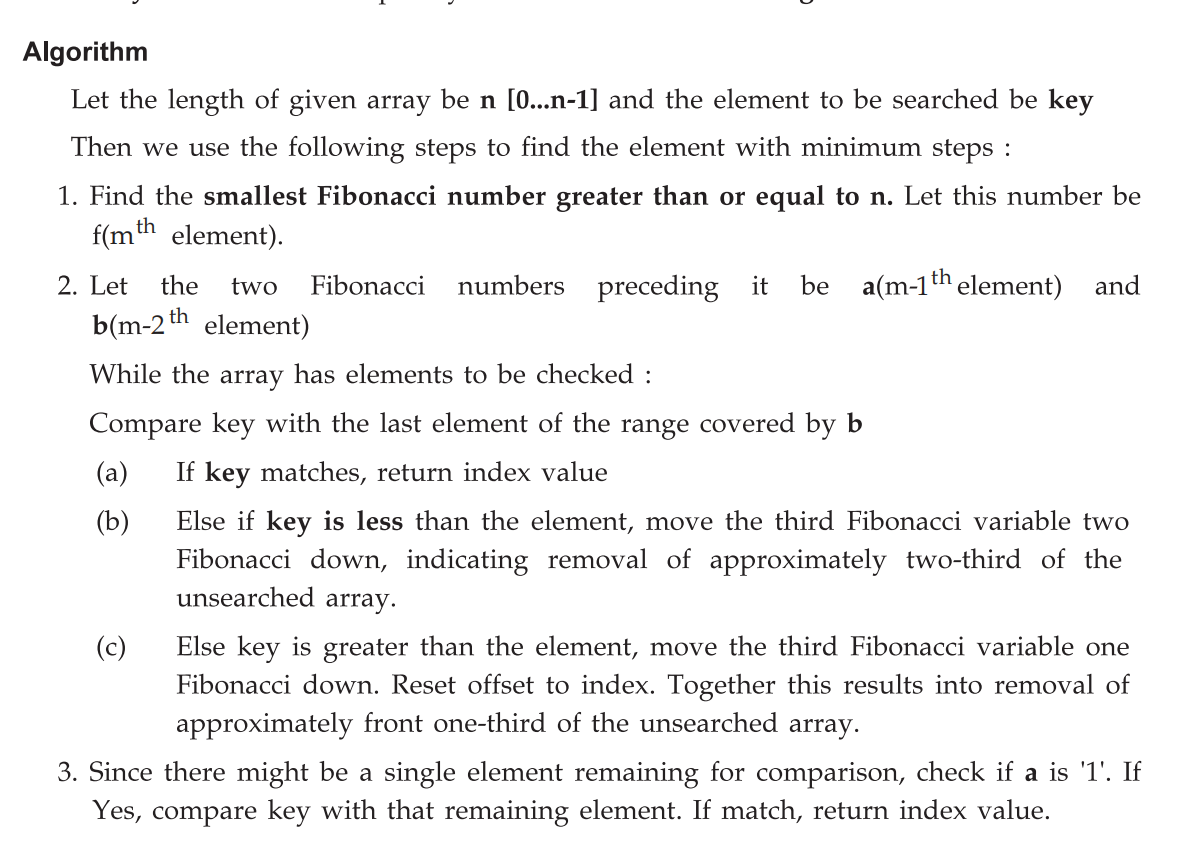 Algorithm
Let the length of given array be n [0...n-1] and the element to be searched be key
Then we use the following steps to find the element with minimum steps :
1. Find the smallest Fibonacci number greater than or equal to n. Let this number be
f(mth element).
2. Let the two Fibonacci numbers preceding it be a(m-1th element) and
b(m-2th element)
While the array has elements to be checked :
Compare key with the last element of the range covered by b
(a) If key matches, return index value
(b) Else if key is less than the element, move the third Fibonacci variable two
Fibonacci down, indicating removal of approximately two-third of the
unsearched array.
(c) Else key is greater than the element, move the third Fibonacci variable one
Fibonacci down. Reset offset to index. Together this results into removal of
approximately front one-third of the unsearched array.
3. Since there might be a single element remaining for comparison, check if a is '1'. If
Yes, compare key with that remaining element. If match, return index value.